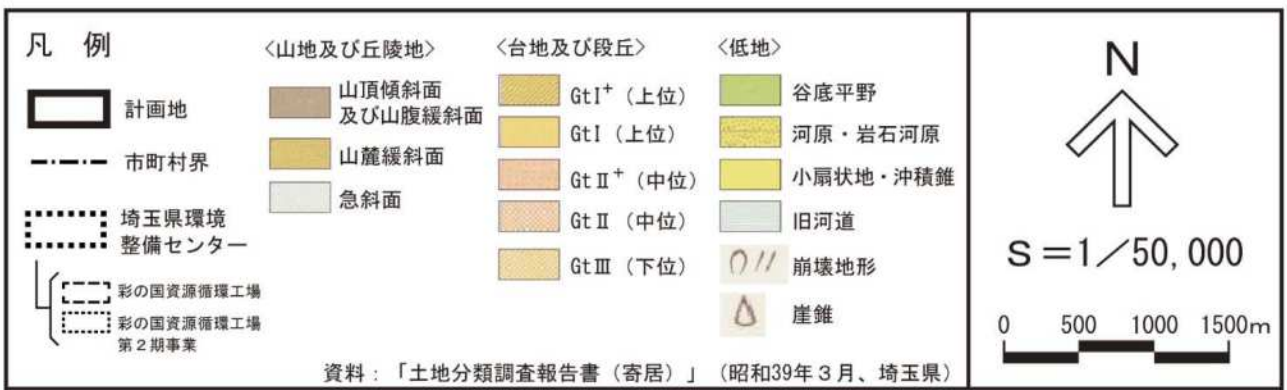 凡 例
計画地
市町村界
埼玉県環境
整備センター
彩の国資源循環工場
彩の国資源循環工場
第2期事業
〈山地及び丘陵地〉
山頂傾斜面
及び山腹緩斜面
山麓緩斜面
急斜面
〈台地及び段丘〉
GtⅠ⁺(上位)
GtⅠ(上位)
GtⅡ⁺(中位)
GtⅡ(中位)
GtⅢ(下位)
〈低地〉
谷底平野
河原・岩石河原
小扇状地・沖積錐
旧河道
崩壊地形
崖錐
資料:「土地分類調査報告書(寄居)」(昭和39年3月、埼玉県)
N
S=1/50,000
0 500 1000 1500m